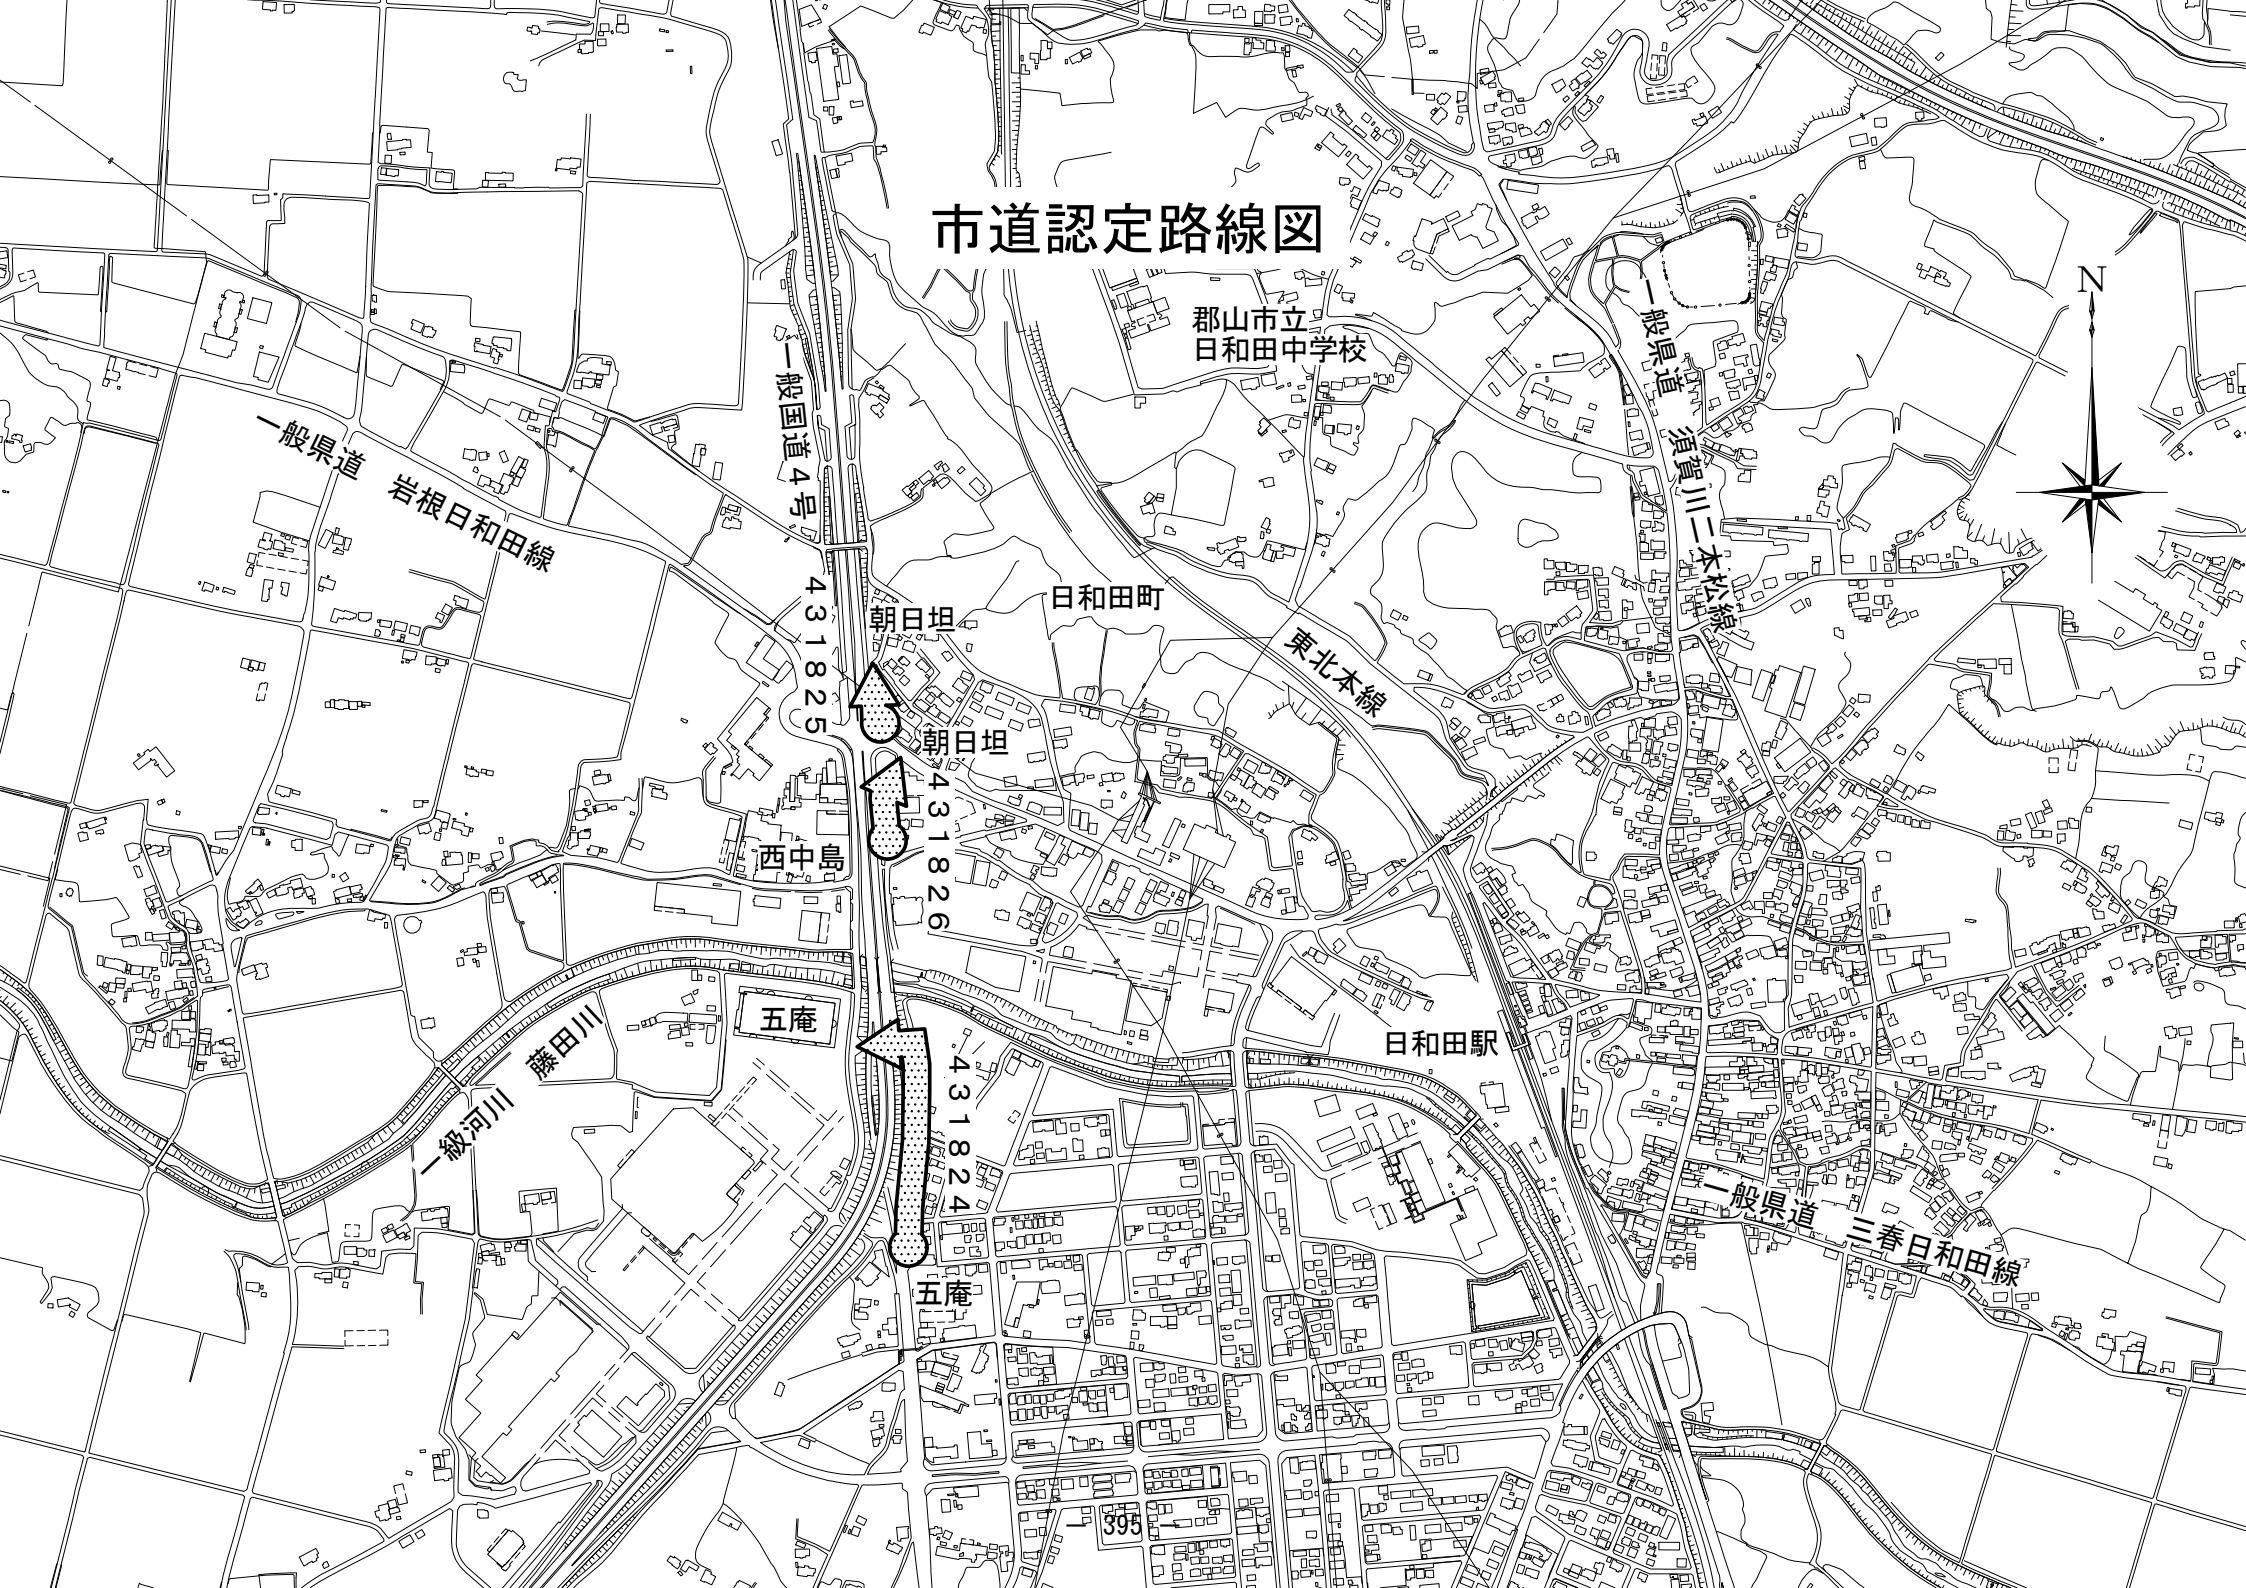 市道認定路線図
N
郡山市立
日和田中学校
一般県道　須賀川二本松線
一般国道4号
一般県道　岩根日和田線
431825
朝日坦
日和田町
東北本線
朝日坦
431826
西中島
五庵
日和田駅
一級河川　藤田川
431824
五庵
一般県道　三春日和田線
― 395 ―